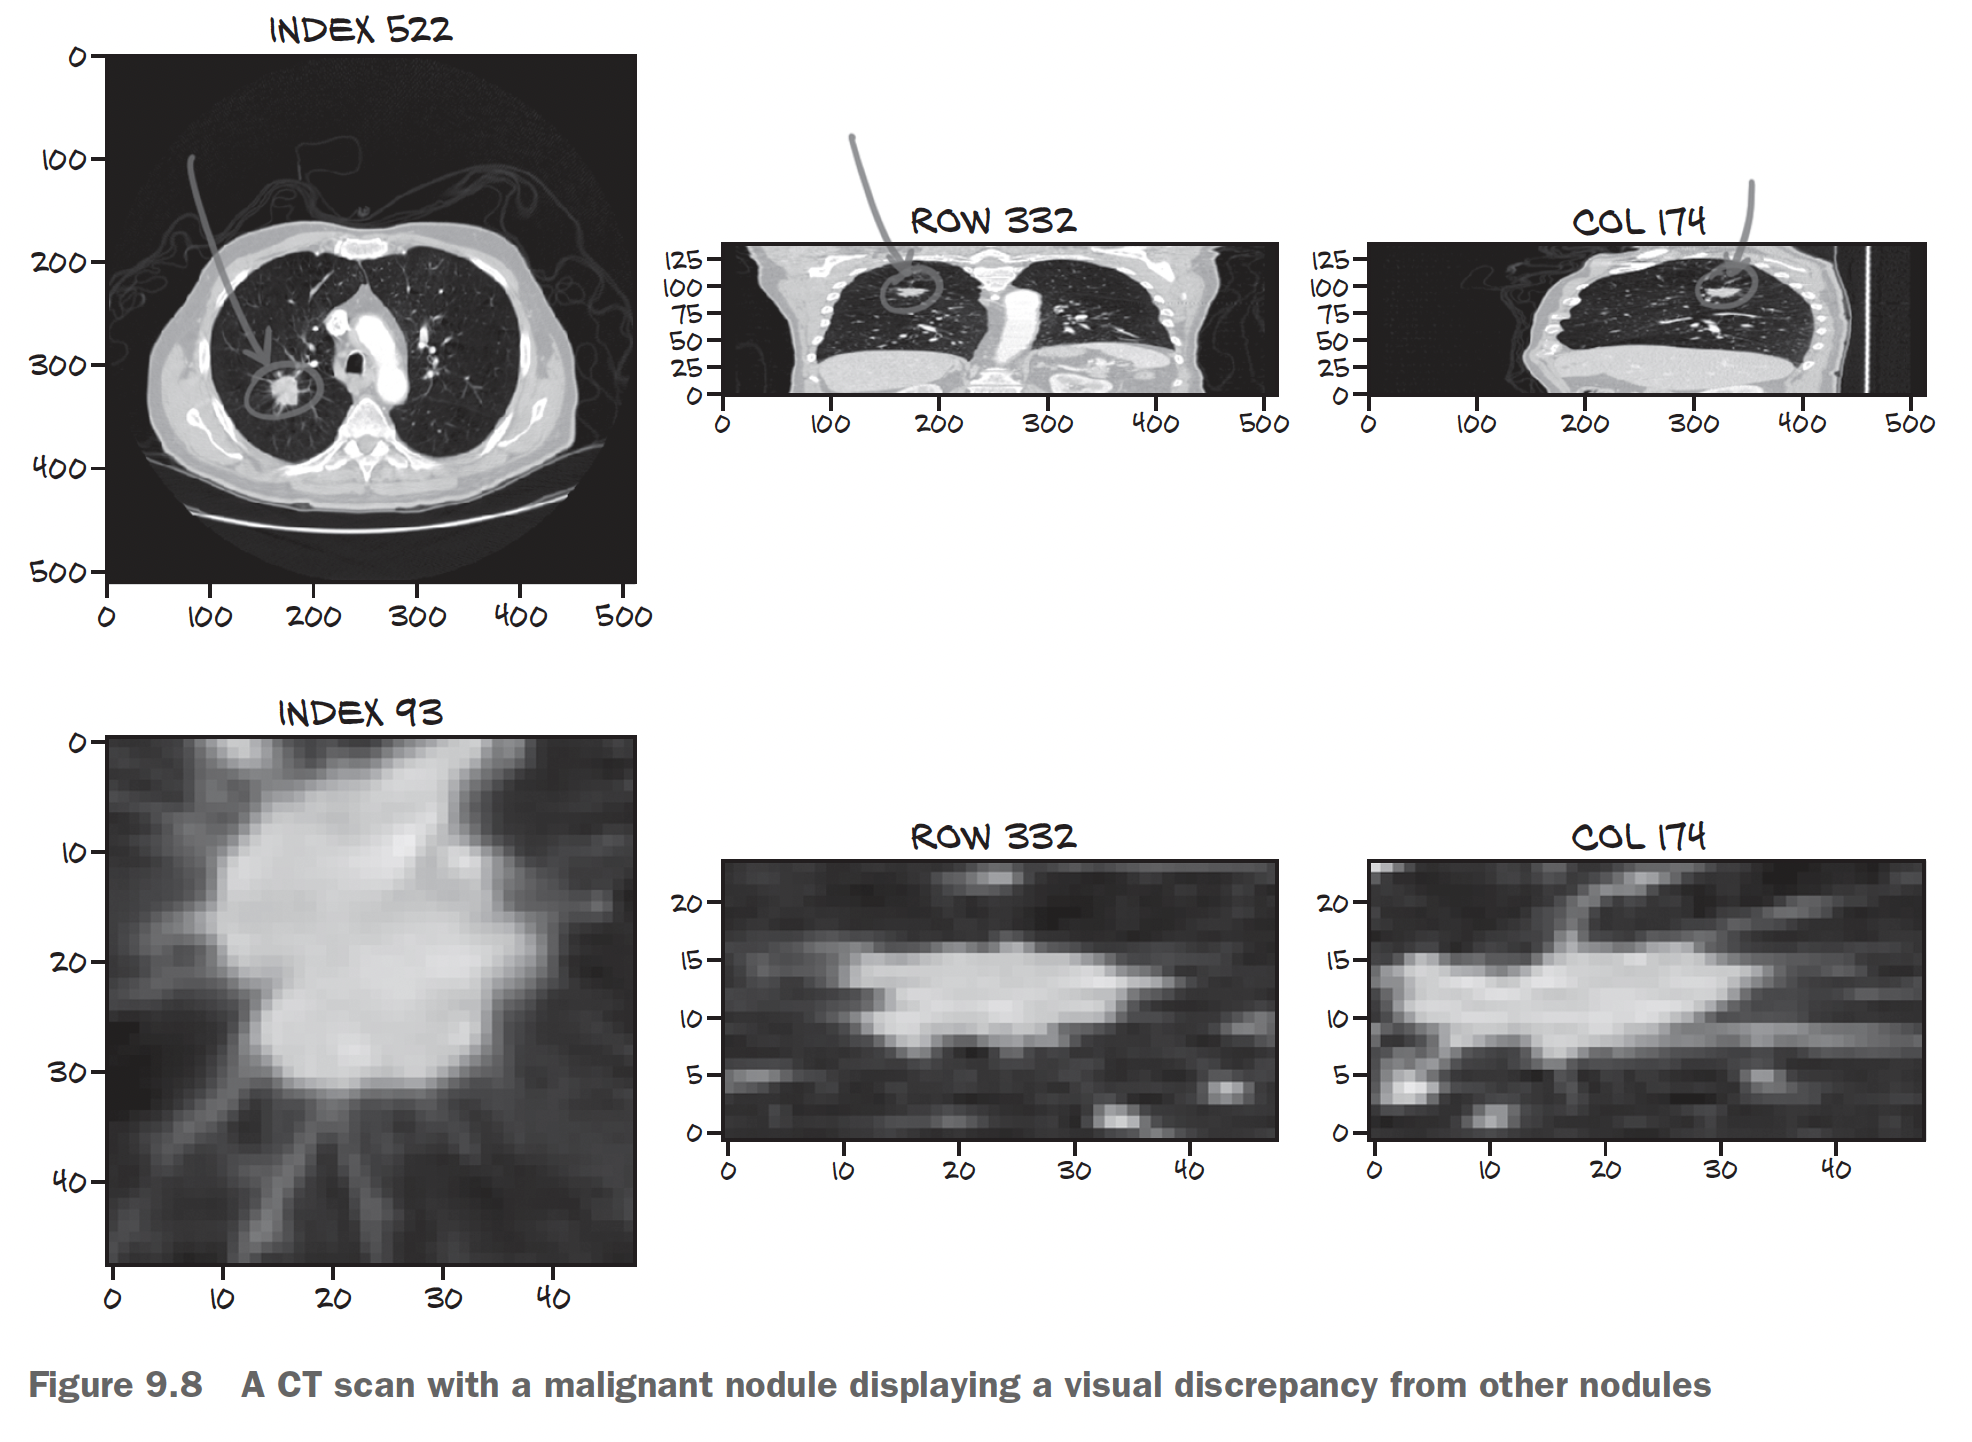 INDEX 522
0
100
200
300
400
500
0 100 200 300 400 500
ROW 332
125
100
75
50
25
0
0 100 200 300 400 500
COL 174
125
100
75
50
25
0
0 100 200 300 400 500
INDEX 93
0
10
20
30
40
0 10 20 30 40
ROW 332
20
15
10
5
0
0 10 20 30 40
COL 174
20
15
10
5
0
0 10 20 30 40
Figure 9.8 A CT scan with a malignant nodule displaying a visual discrepancy from other nodules